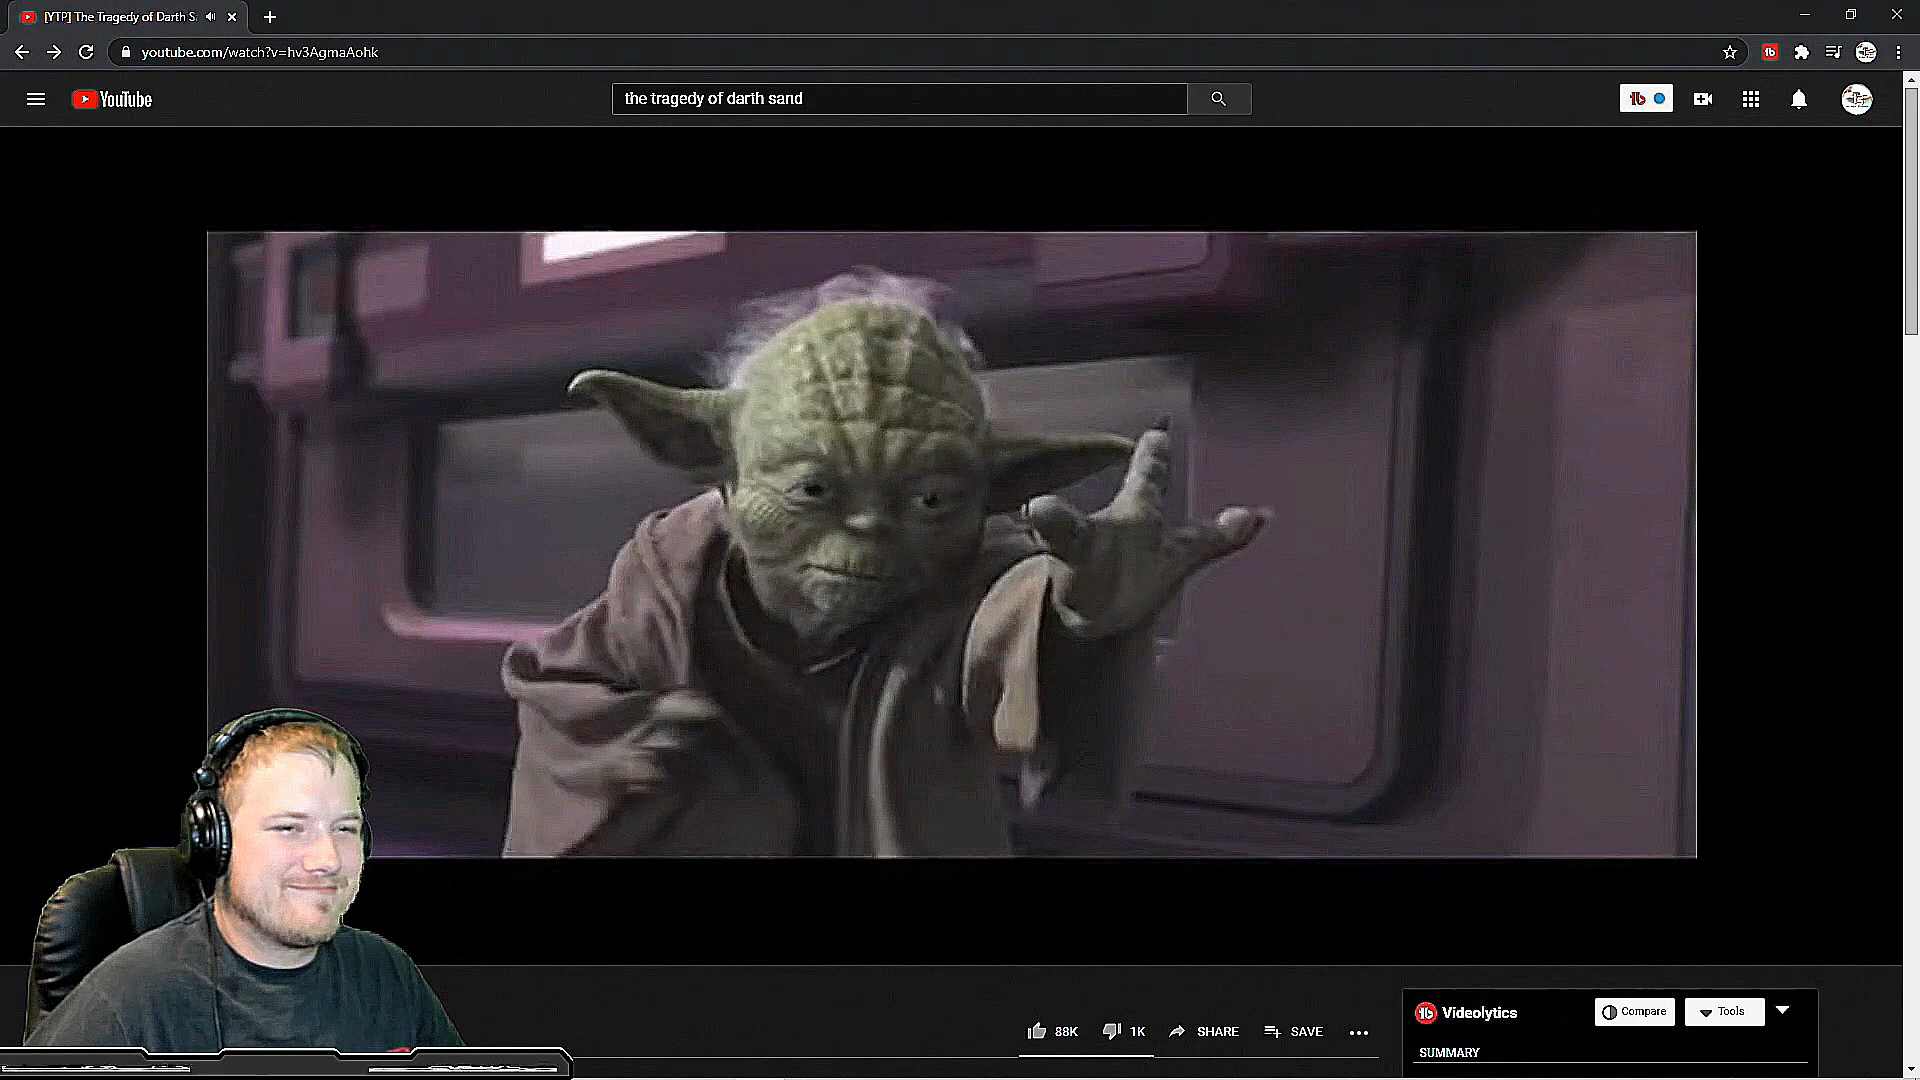 [YTP] The Tragedy of Darth S
youtube.com/watch?v=hv3AgmaAohk
YouTube
the tragedy of darth sand
88K
1K
SHARE
SAVE
Videolytics
Compare
Tools
SUMMARY